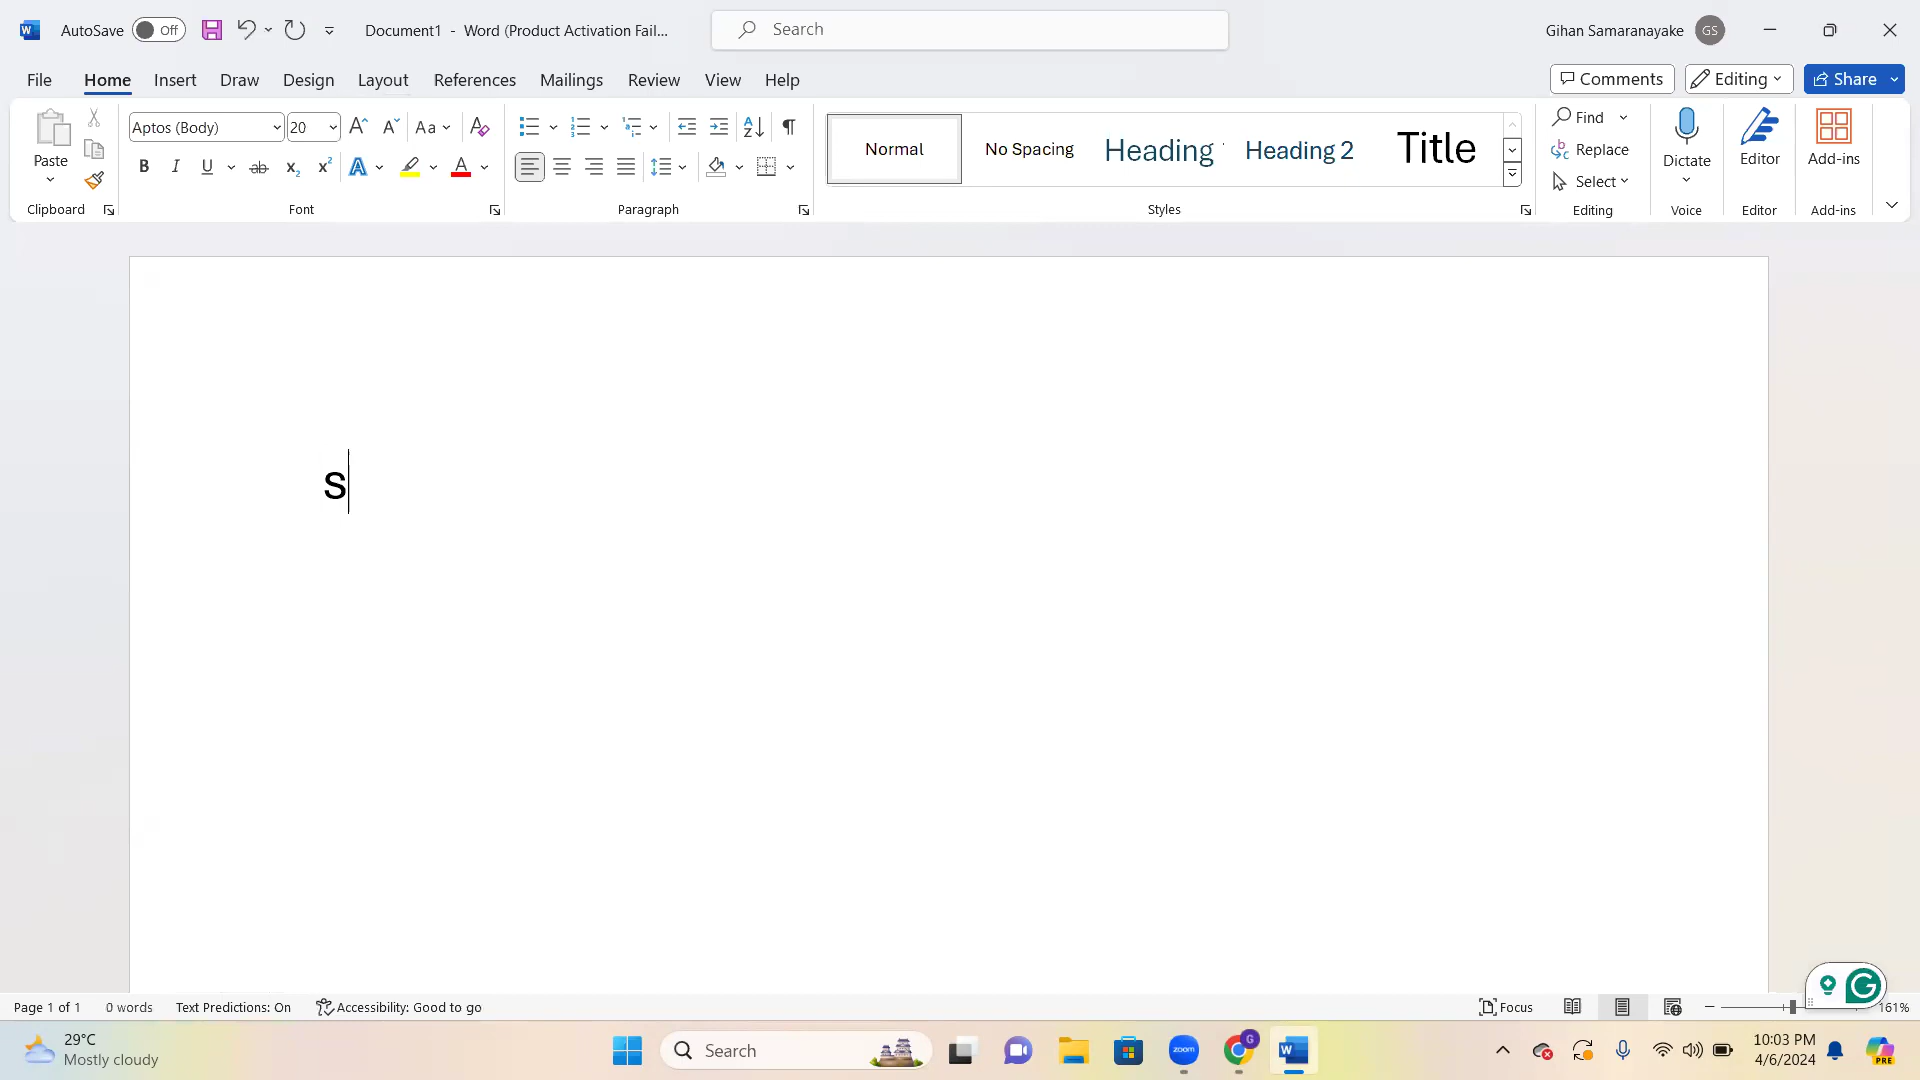 AutoSave Off Document1 - Word (Product Activation Fail... Search Gihan Samaranayake GS
File Home Insert Draw Design Layout References Mailings Review View Help Comments Editing Share
Paste Aptos (Body) 20 Normal No Spacing Heading Heading 2 Title Find Replace Select Dictate Editor Add-ins
Clipboard Font Paragraph Styles Editing Voice Editor Add-ins
s
Page 1 of 1 0 words Text Predictions: On Accessibility: Good to go Focus 161%
29°C
Mostly cloudy
Search
zoom
G
10:03 PM
4/6/2024
PRE